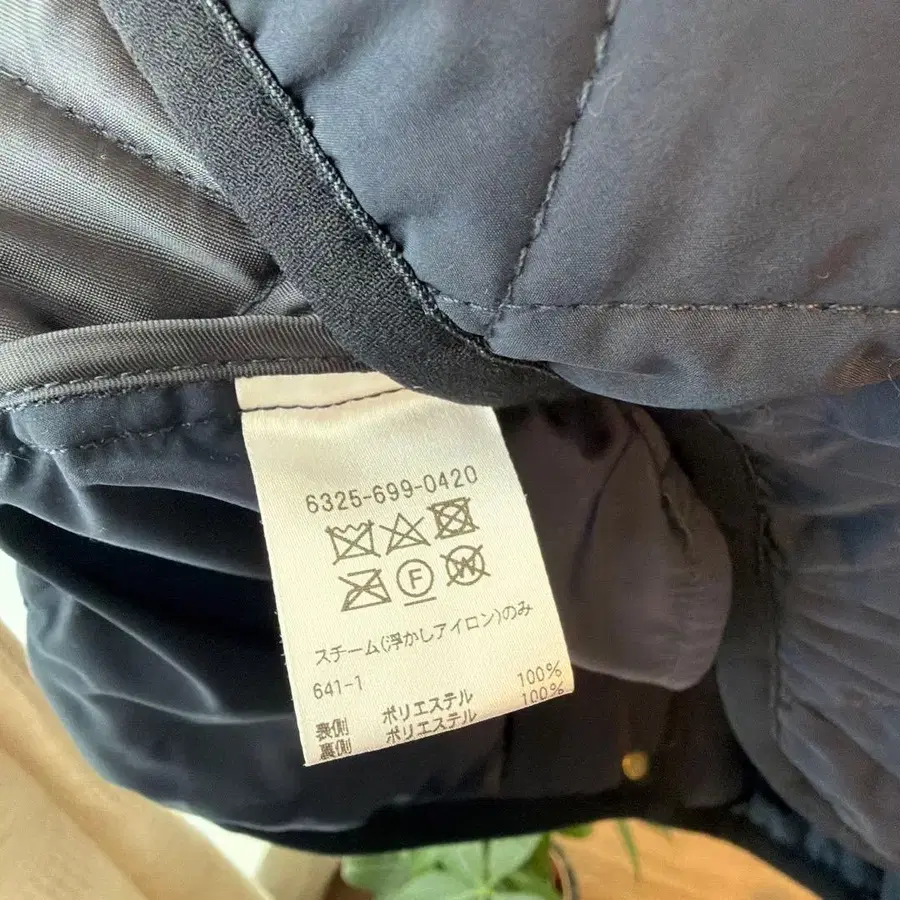 6325-699-0420
F
W
スチーム(浮かしアイロン)のみ
641-1
表側 ポリエステル 100%
裏側 ポリエステル 100%